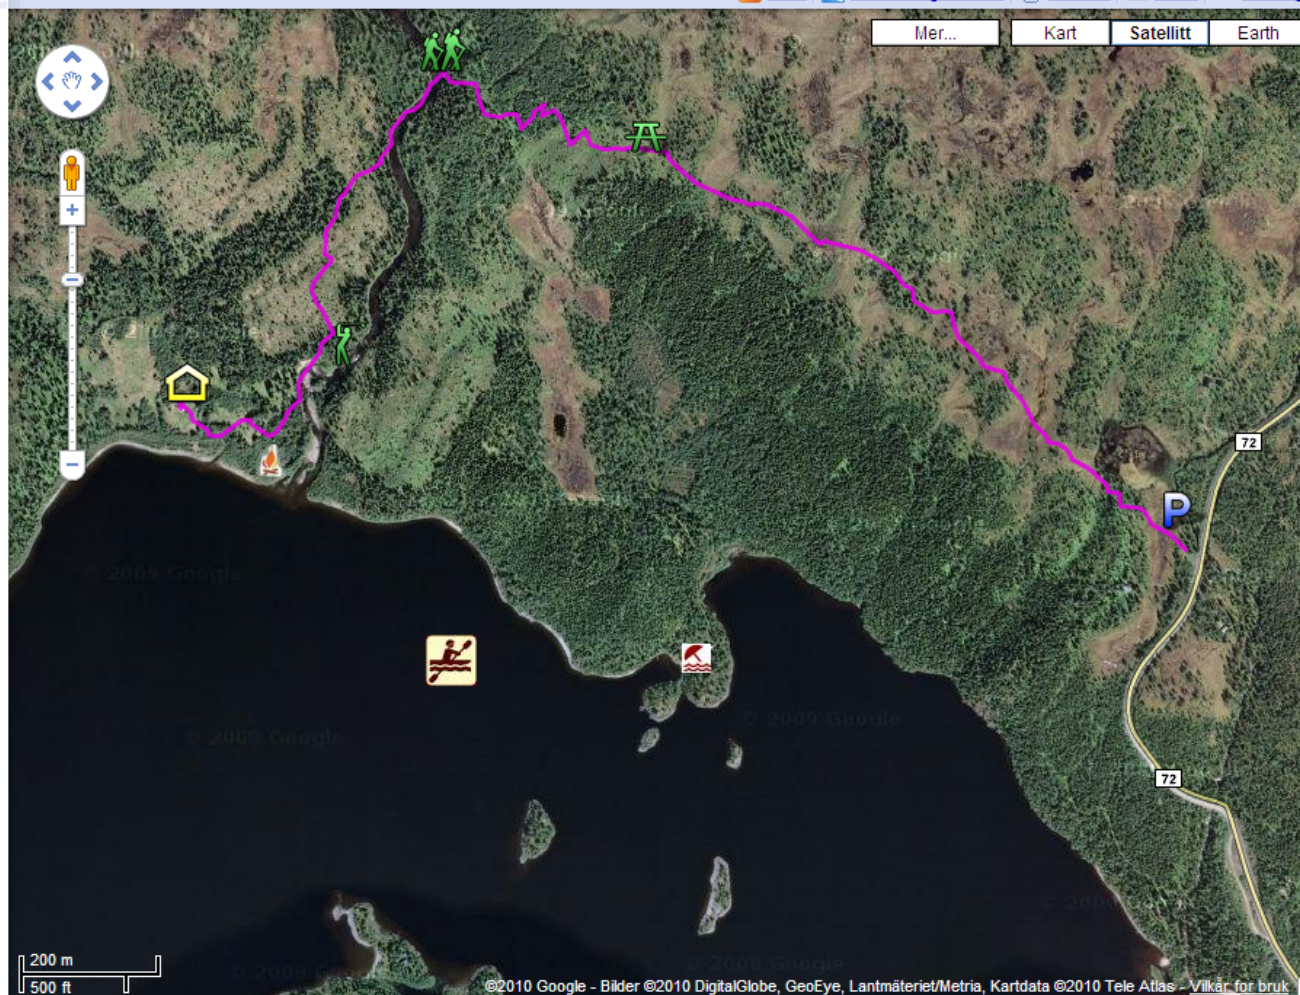 Mer...
Kart
Satellitt
Earth
P
72
72
© 2009 Google
© 2009 Google
© 2009 Google
200 m
500 ft
©2010 Google - Bilder ©2010 DigitalGlobe, GeoEye, Lantmäteriet/Metria, Kartdata ©2010 Tele Atlas - Vilkår for bruk